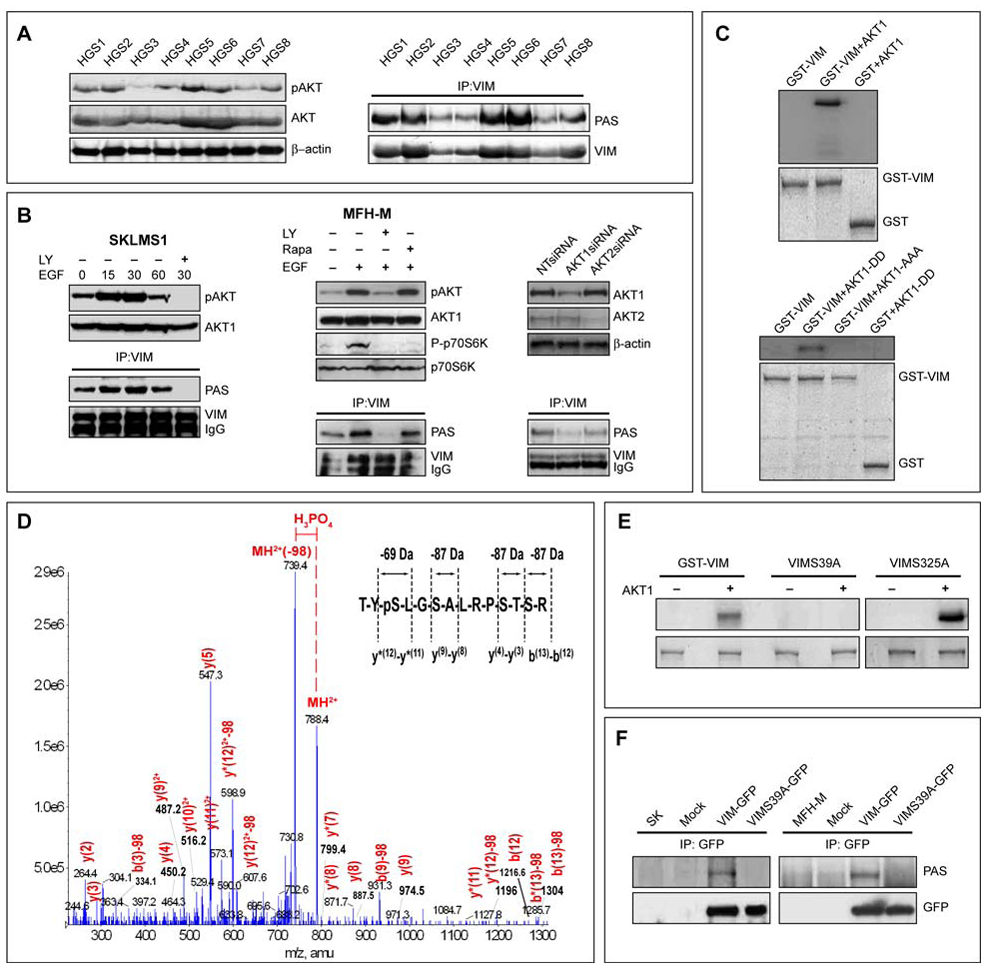 A
HGS1 HGS2 HGS3 HGS4 HGS5 HGS6 HGS7 HGS8
pAKT
AKT
β-actin
HGS1 HGS2 HGS3 HGS4 HGS5 HGS6 HGS7 HGS8
IP:VIM
PAS
VIM
B
SKLMS1
LY – – – – +
EGF 0 15 30 60 30
pAKT
AKT1
IP:VIM
PAS
VIM
IgG
MFH-M
LY – – + –
Rapa – – – +
EGF – + + +
pAKT
AKT1
P-p70S6K
p70S6K
IP:VIM
PAS
VIM
IgG
NTsiRNA AKT1siRNA AKT2siRNA
AKT1
AKT2
β-actin
IP:VIM
PAS
VIM
IgG
C
GST-VIM GST-VIM+AKT1 GST+AKT1
GST-VIM
GST
GST-VIM GST-VIM+AKT1-DD GST-VIM+AKT1-AAA GST+AKT1-DD
GST-VIM
GST
D
H3PO4
MH2+(-98)
739.4
MH2+
788.4
-69 Da -87 Da -87 Da -87 Da
T-Y-pS-L-G-S-A-L-R-P-S-T-S-R
y*(12)-y*(11) y(9)-y(8) y(4)-y(3) b(13)-b(12)
2.9e6
2.5e6
2.0e6
1.5e6
1.0e6
5.0e5
y(2)
264.4
244.6
y(3)
263.4
304.1
b(3)-98
334.1
397.2
y(4)
450.2
464.3
y(9)2+
487.2
y(10)2+
516.2
529.4
y(5)
547.3
y(11)2+
573.1
590.0
y*(12)2+-98
598.9
607.6
y(12)2+-98
633.3
695.6
688.2
702.6
730.8
y*(7)
799.4
y*(8)
871.7
y(8)
887.5
b(9)-98
931.3
y(9)
974.5
971.3
1084.7
y*(11)
1127.8
y*(12)-98
1196
b(12)
1216.6
b*(13)-98
1285.7
b(13)-98
1304
300 400 500 600 700 800 900 1000 1100 1200 1300
m/z, amu
E
GST-VIM VIMS39A VIMS325A
AKT1 – + – + – +
F
SK Mock VIM-GFP VIMS39A-GFP
IP: GFP
MFH-M Mock VIM-GFP VIMS39A-GFP
IP: GFP
PAS
GFP